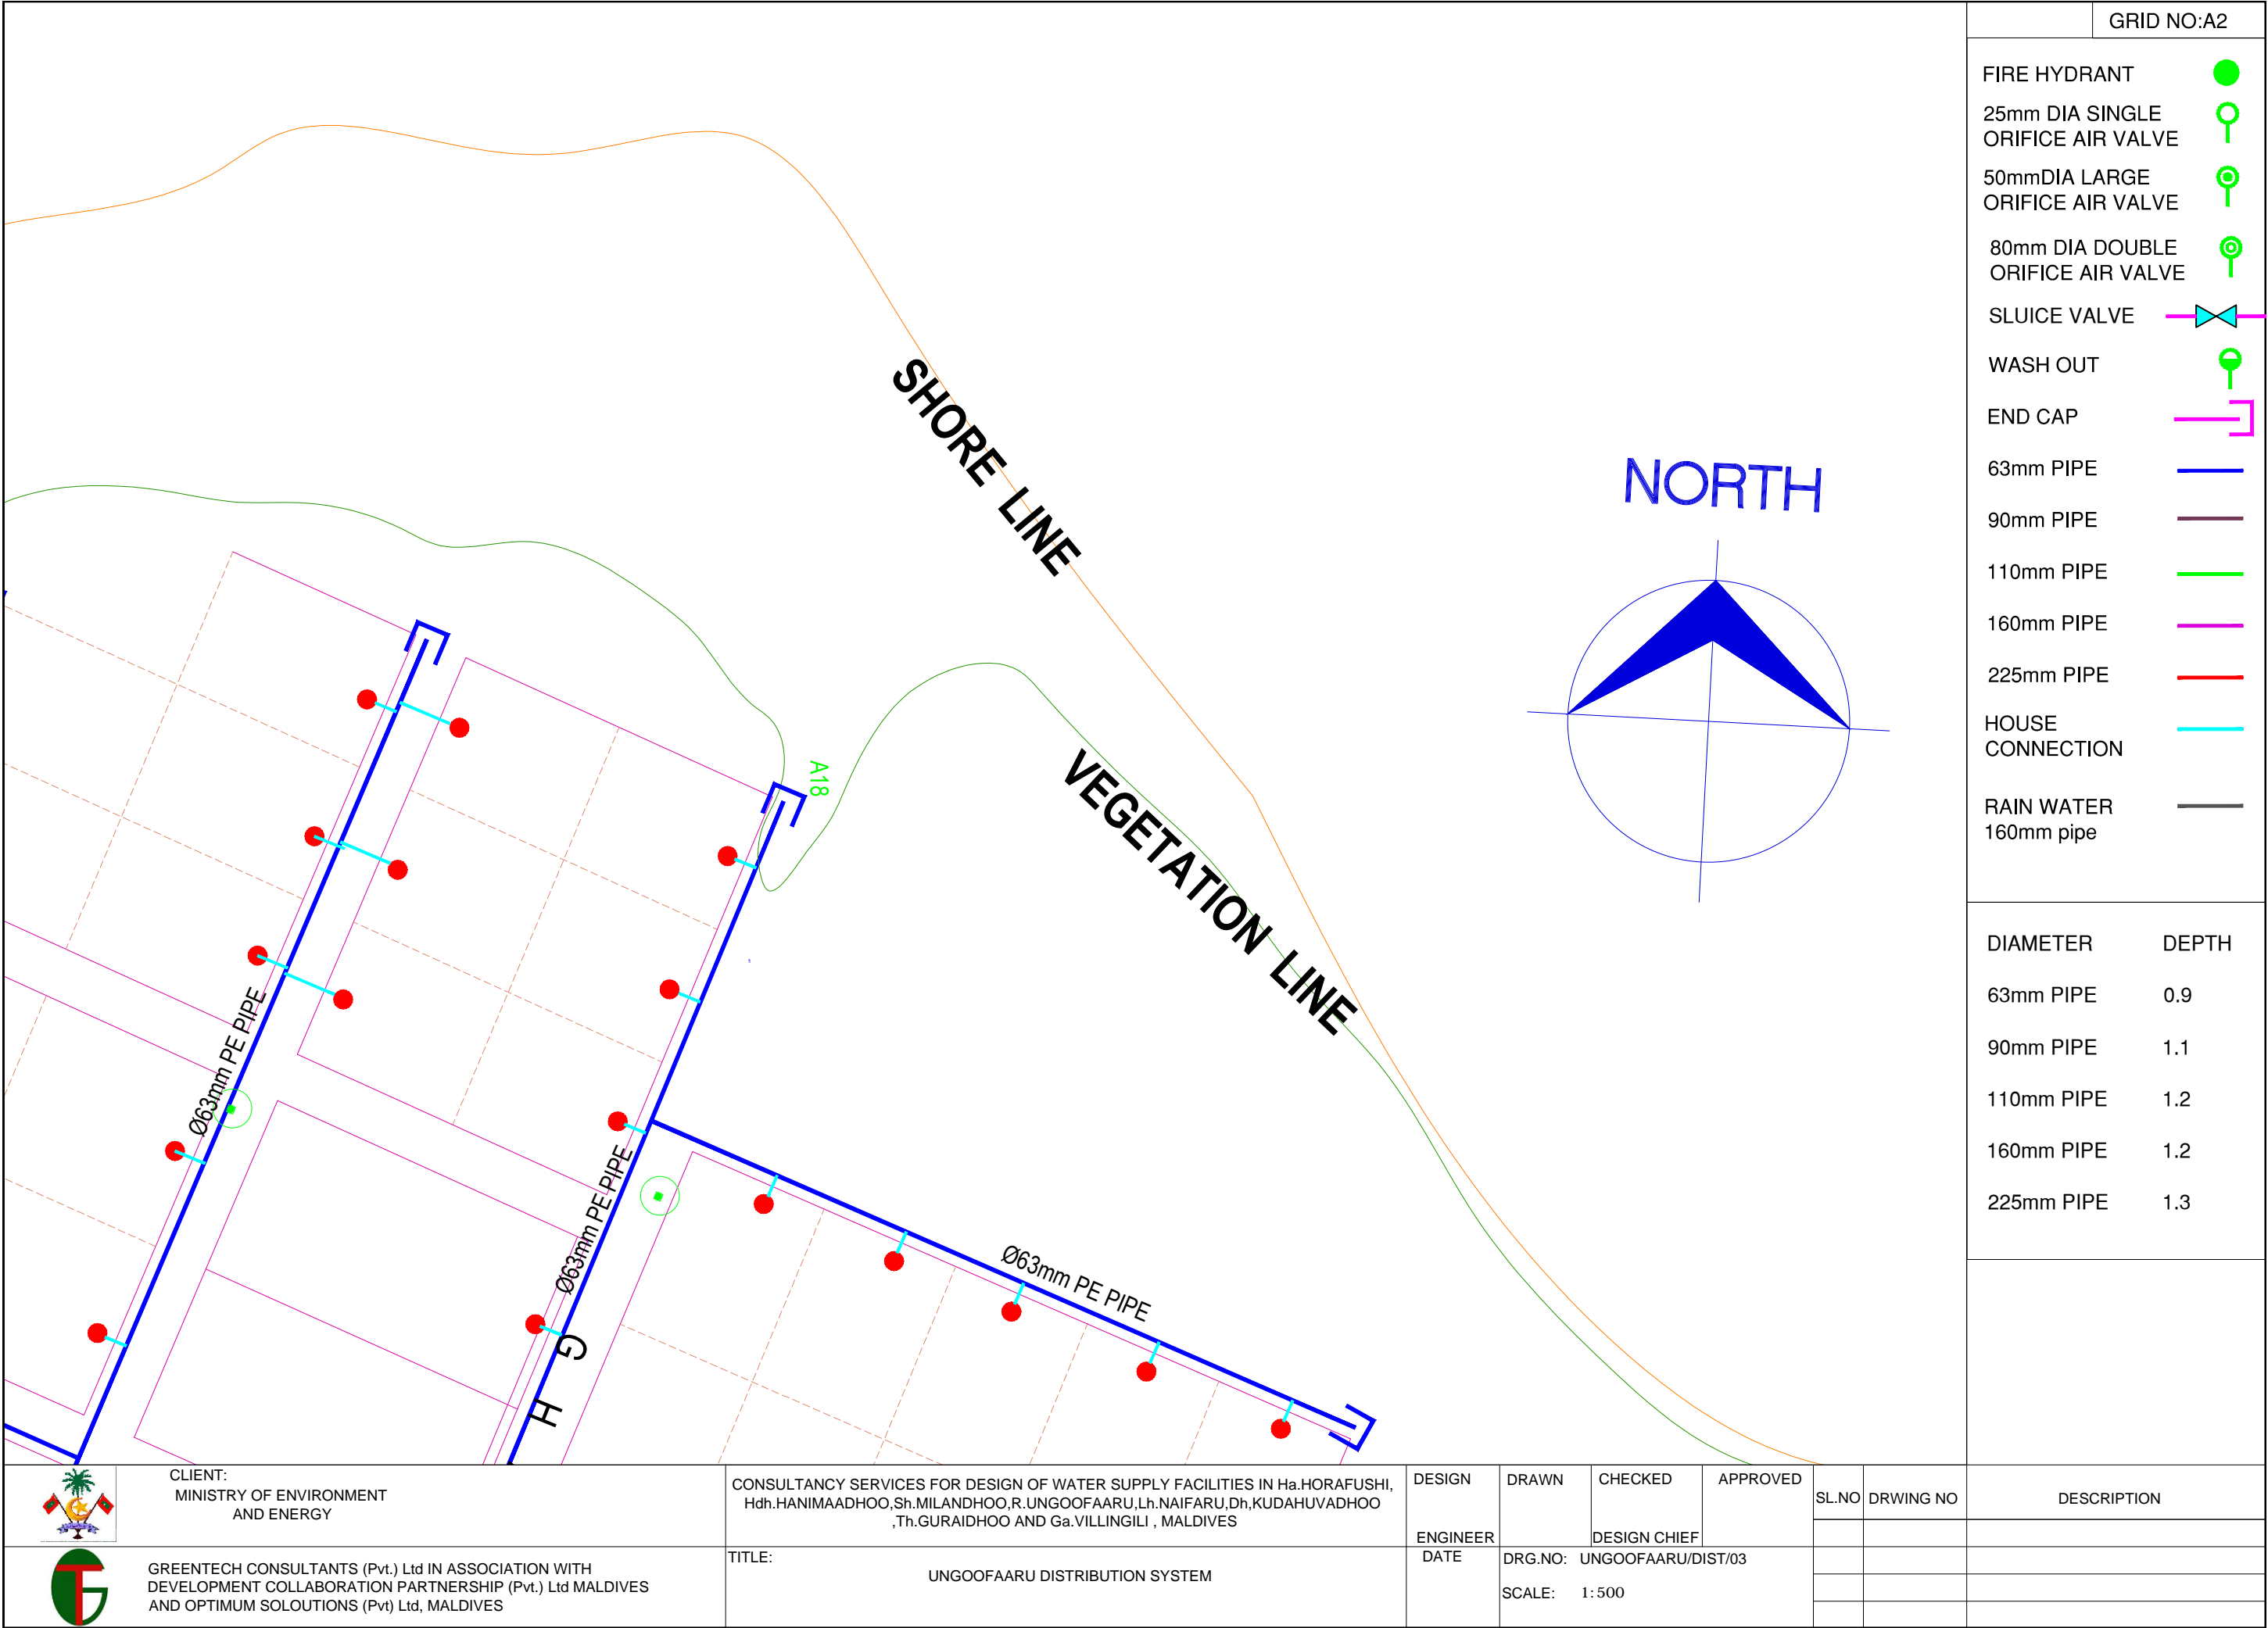 GRID NO:A2
FIRE HYDRANT
25mm DIA SINGLE
ORIFICE AIR VALVE
50mmDIA LARGE
ORIFICE AIR VALVE
80mm DIA DOUBLE
ORIFICE AIR VALVE
SLUICE VALVE
WASH OUT
END CAP
63mm PIPE
90mm PIPE
110mm PIPE
160mm PIPE
225mm PIPE
HOUSE
CONNECTION
RAIN WATER
160mm pipe
DIAMETER DEPTH
63mm PIPE 0.9
90mm PIPE 1.1
110mm PIPE 1.2
160mm PIPE 1.2
225mm PIPE 1.3
SHORE LINE
NORTH
VEGETATION LINE
A18
Ø63mm PE PIPE
Ø63mm PE PIPE
Ø63mm PE PIPE
G
H
CLIENT:
MINISTRY OF ENVIRONMENT
AND ENERGY
GREENTECH CONSULTANTS (Pvt.) Ltd IN ASSOCIATION WITH
DEVELOPMENT COLLABORATION PARTNERSHIP (Pvt.) Ltd MALDIVES
AND OPTIMUM SOLOUTIONS (Pvt) Ltd, MALDIVES
CONSULTANCY SERVICES FOR DESIGN OF WATER SUPPLY FACILITIES IN Ha.HORAFUSHI,
Hdh.HANIMAADHOO,Sh.MILANDHOO,R.UNGOOFAARU,Lh.NAIFARU,Dh,KUDAHUVADHOO
,Th.GURAIDHOO AND Ga.VILLINGILI , MALDIVES
TITLE:
UNGOOFAARU DISTRIBUTION SYSTEM
DESIGN DRAWN CHECKED APPROVED
ENGINEER DESIGN CHIEF
DATE
DRG.NO: UNGOOFAARU/DIST/03
SCALE: 1:500
SL.NO DRWING NO DESCRIPTION